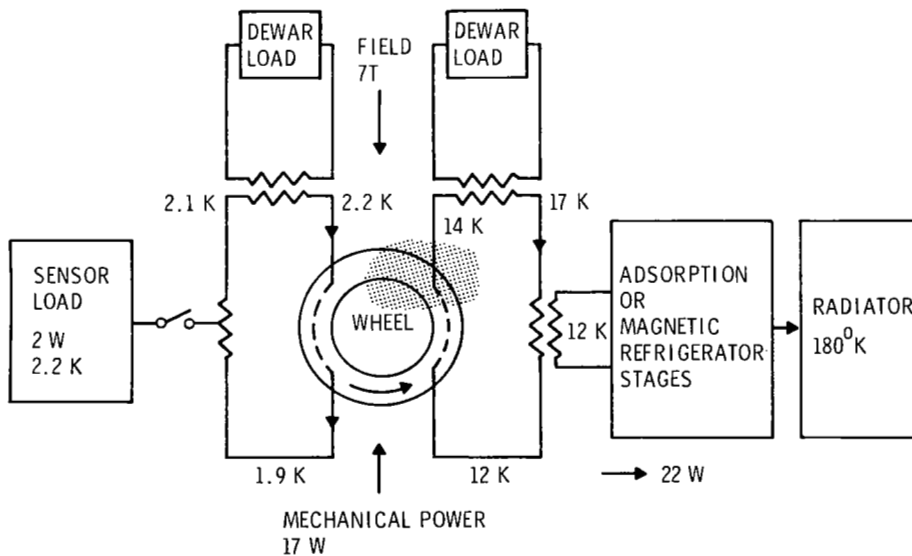 DEWAR
LOAD
FIELD
7T
DEWAR
LOAD
2.1 K
2.2 K
14 K
17 K
SENSOR
LOAD
2 W
2.2 K
WHEEL
12 K
ADSORPTION
OR
MAGNETIC
REFRIGERATOR
STAGES
RADIATOR
180°K
1.9 K
12 K
22 W
MECHANICAL POWER
17 W